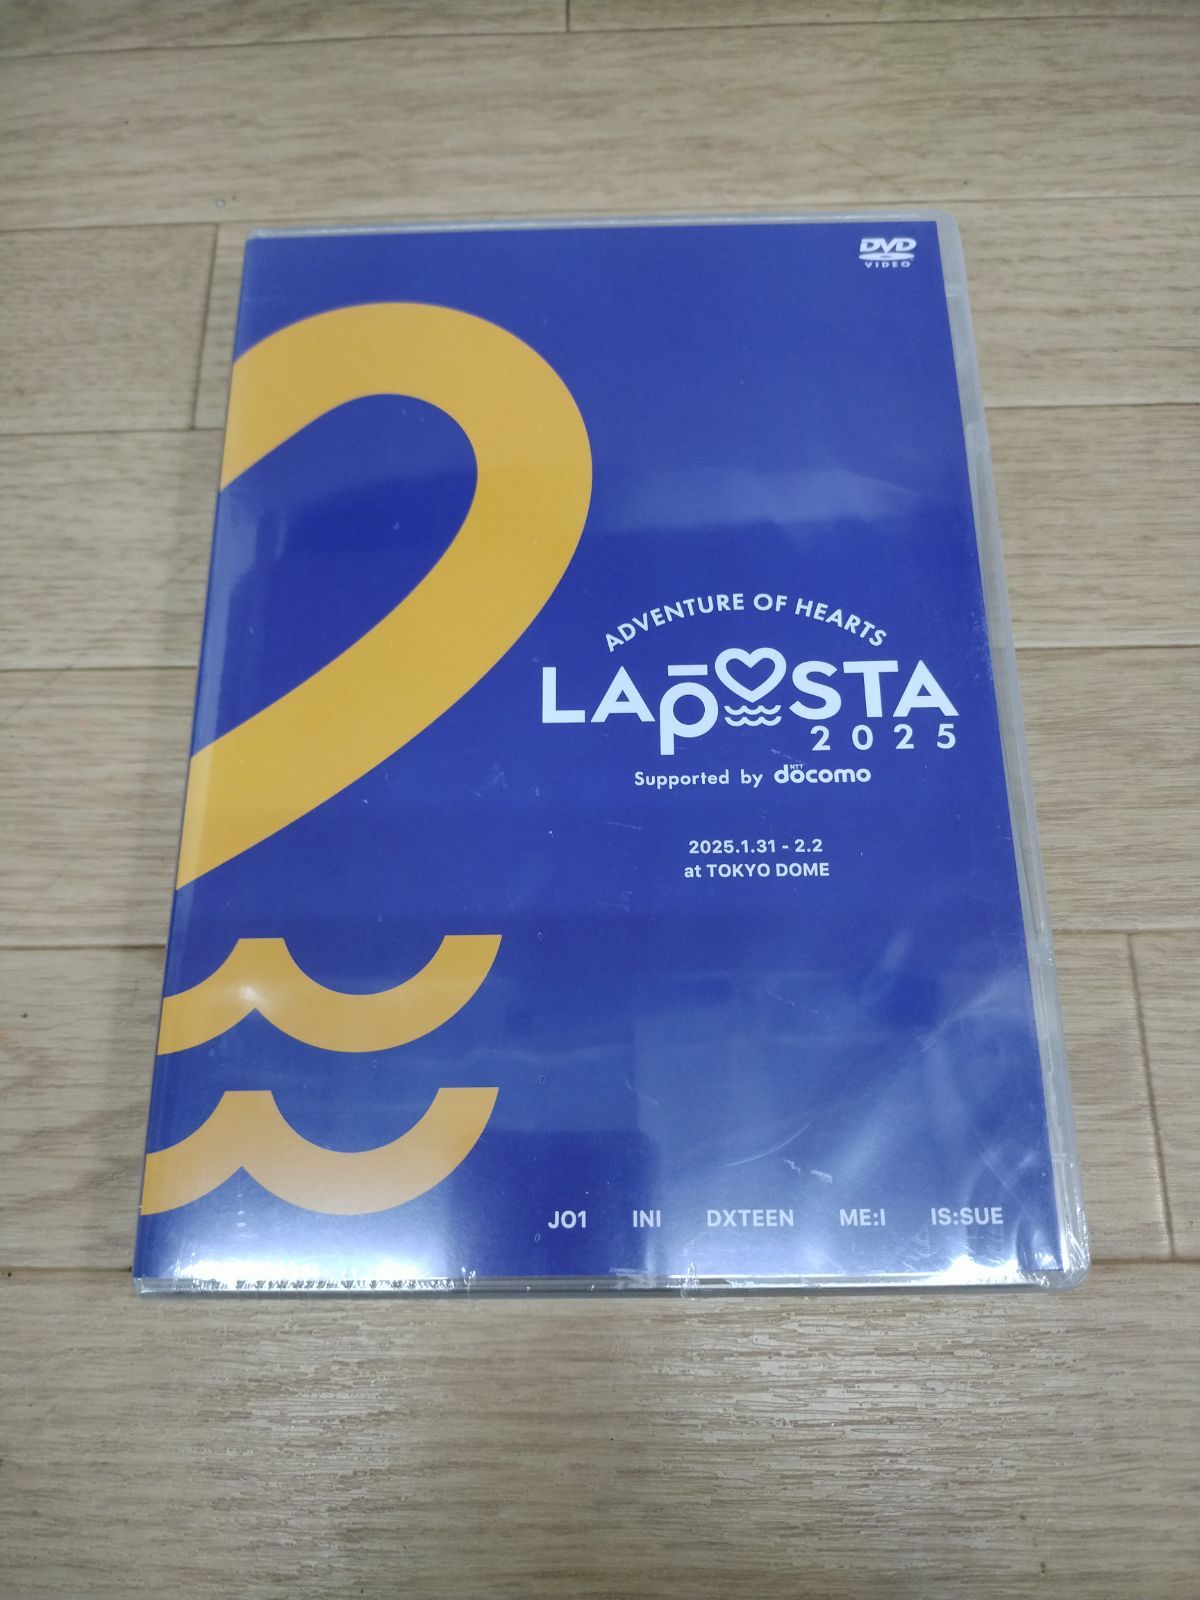 DVD
VIDEO
ADVENTURE OF HEARTS
LAPOSTA
2025
Supported by NTT docomo
2025.1.31 - 2.2
at TOKYO DOME
JO1 INI DXTEEN ME:I IS:SUE